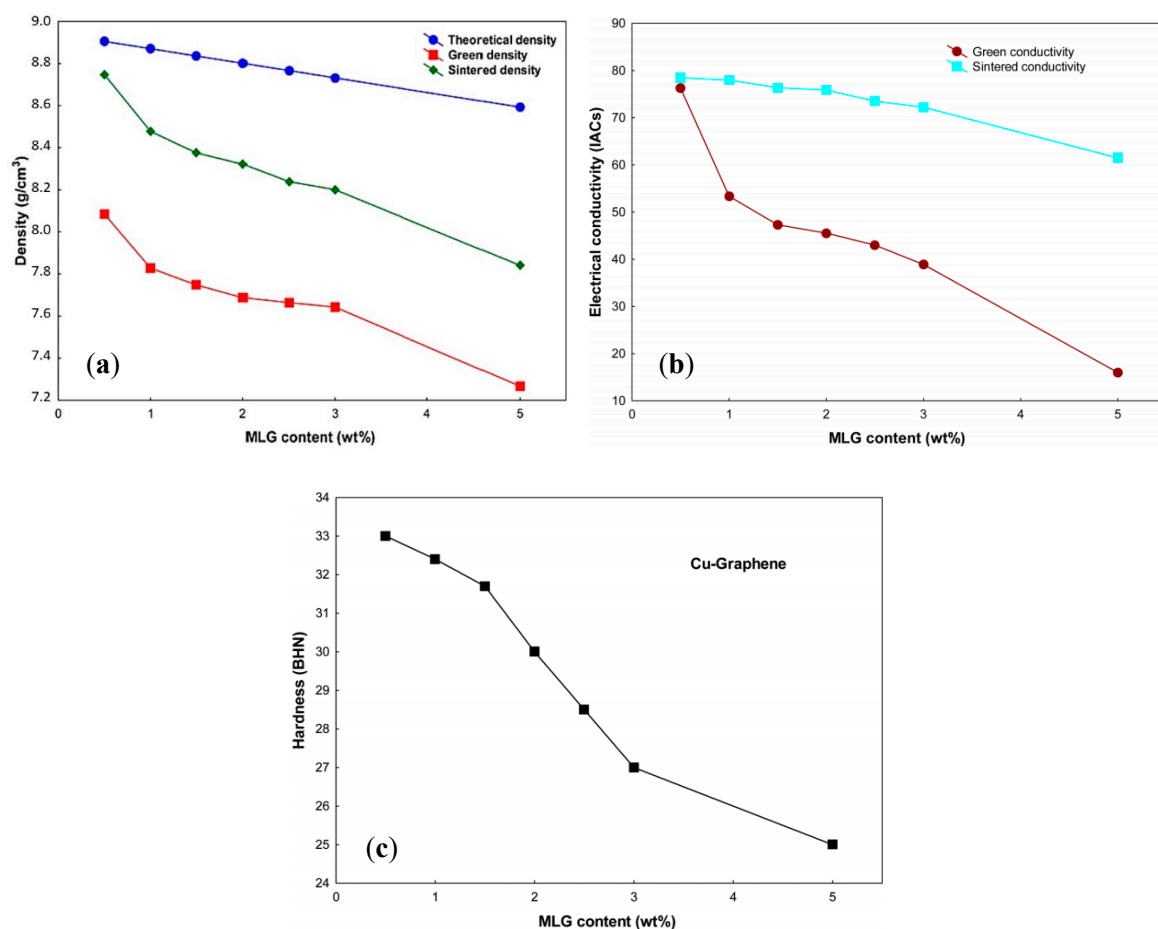 9.0
8.8
8.6
8.4
8.2
8.0
7.8
7.6
7.4
7.2
Density (g/cm³)
Theoretical density
Green density
Sintered density
(a)
0 1 2 3 4 5
MLG content (wt%)
90
80
70
60
50
40
30
20
10
Electrical conductivity (IACs)
Green conductivity
Sintered conductivity
(b)
0 1 2 3 4 5
MLG content (wt%)
34
33
32
31
30
29
28
27
26
25
24
Hardness (BHN)
Cu-Graphene
(c)
0 1 2 3 4 5
MLG content (wt%)